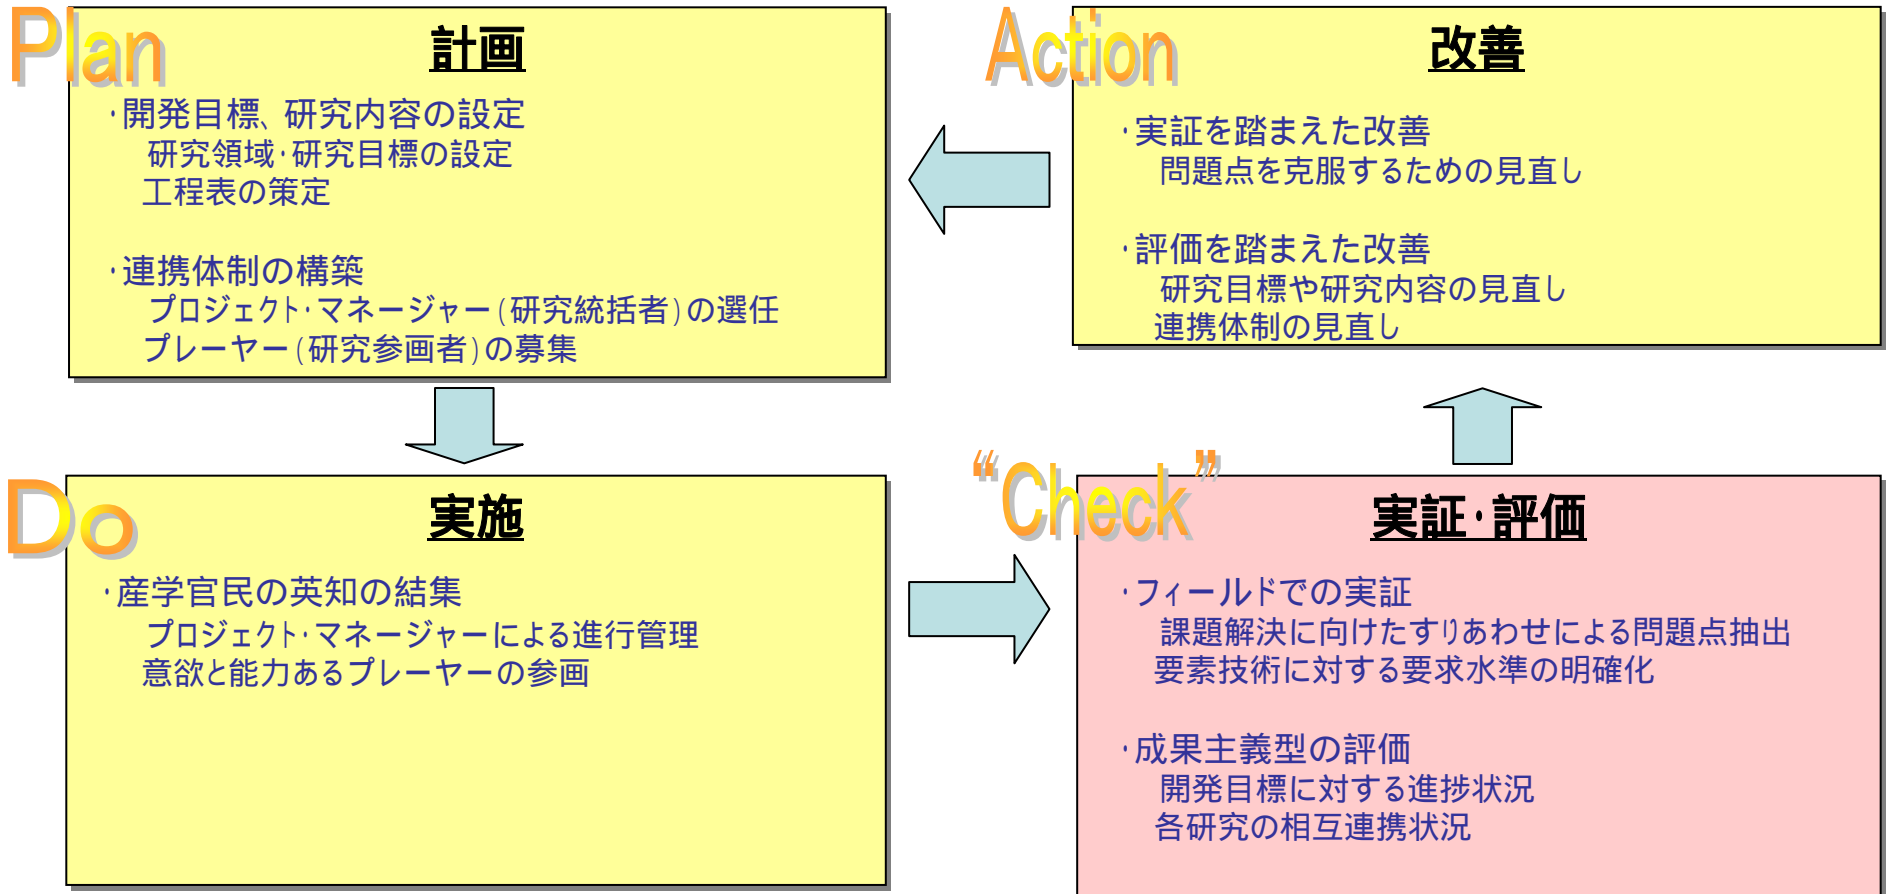 Plan
計画
・開発目標、研究内容の設定
研究領域・研究目標の設定
工程表の策定
・連携体制の構築
プロジェクト・マネージャー(研究統括者)の選任
プレーヤー(研究参画者)の募集
Do
実施
・産学官民の英知の結集
プロジェクト・マネージャーによる進行管理
意欲と能力あるプレーヤーの参画
“Check”
実証・評価
・フィールドでの実証
課題解決に向けたすりあわせによる問題点抽出
要素技術に対する要求水準の明確化
・成果主義型の評価
開発目標に対する進捗状況
各研究の相互連携状況
Action
改善
・実証を踏まえた改善
問題点を克服するための見直し
・評価を踏まえた改善
研究目標や研究内容の見直し
連携体制の見直し